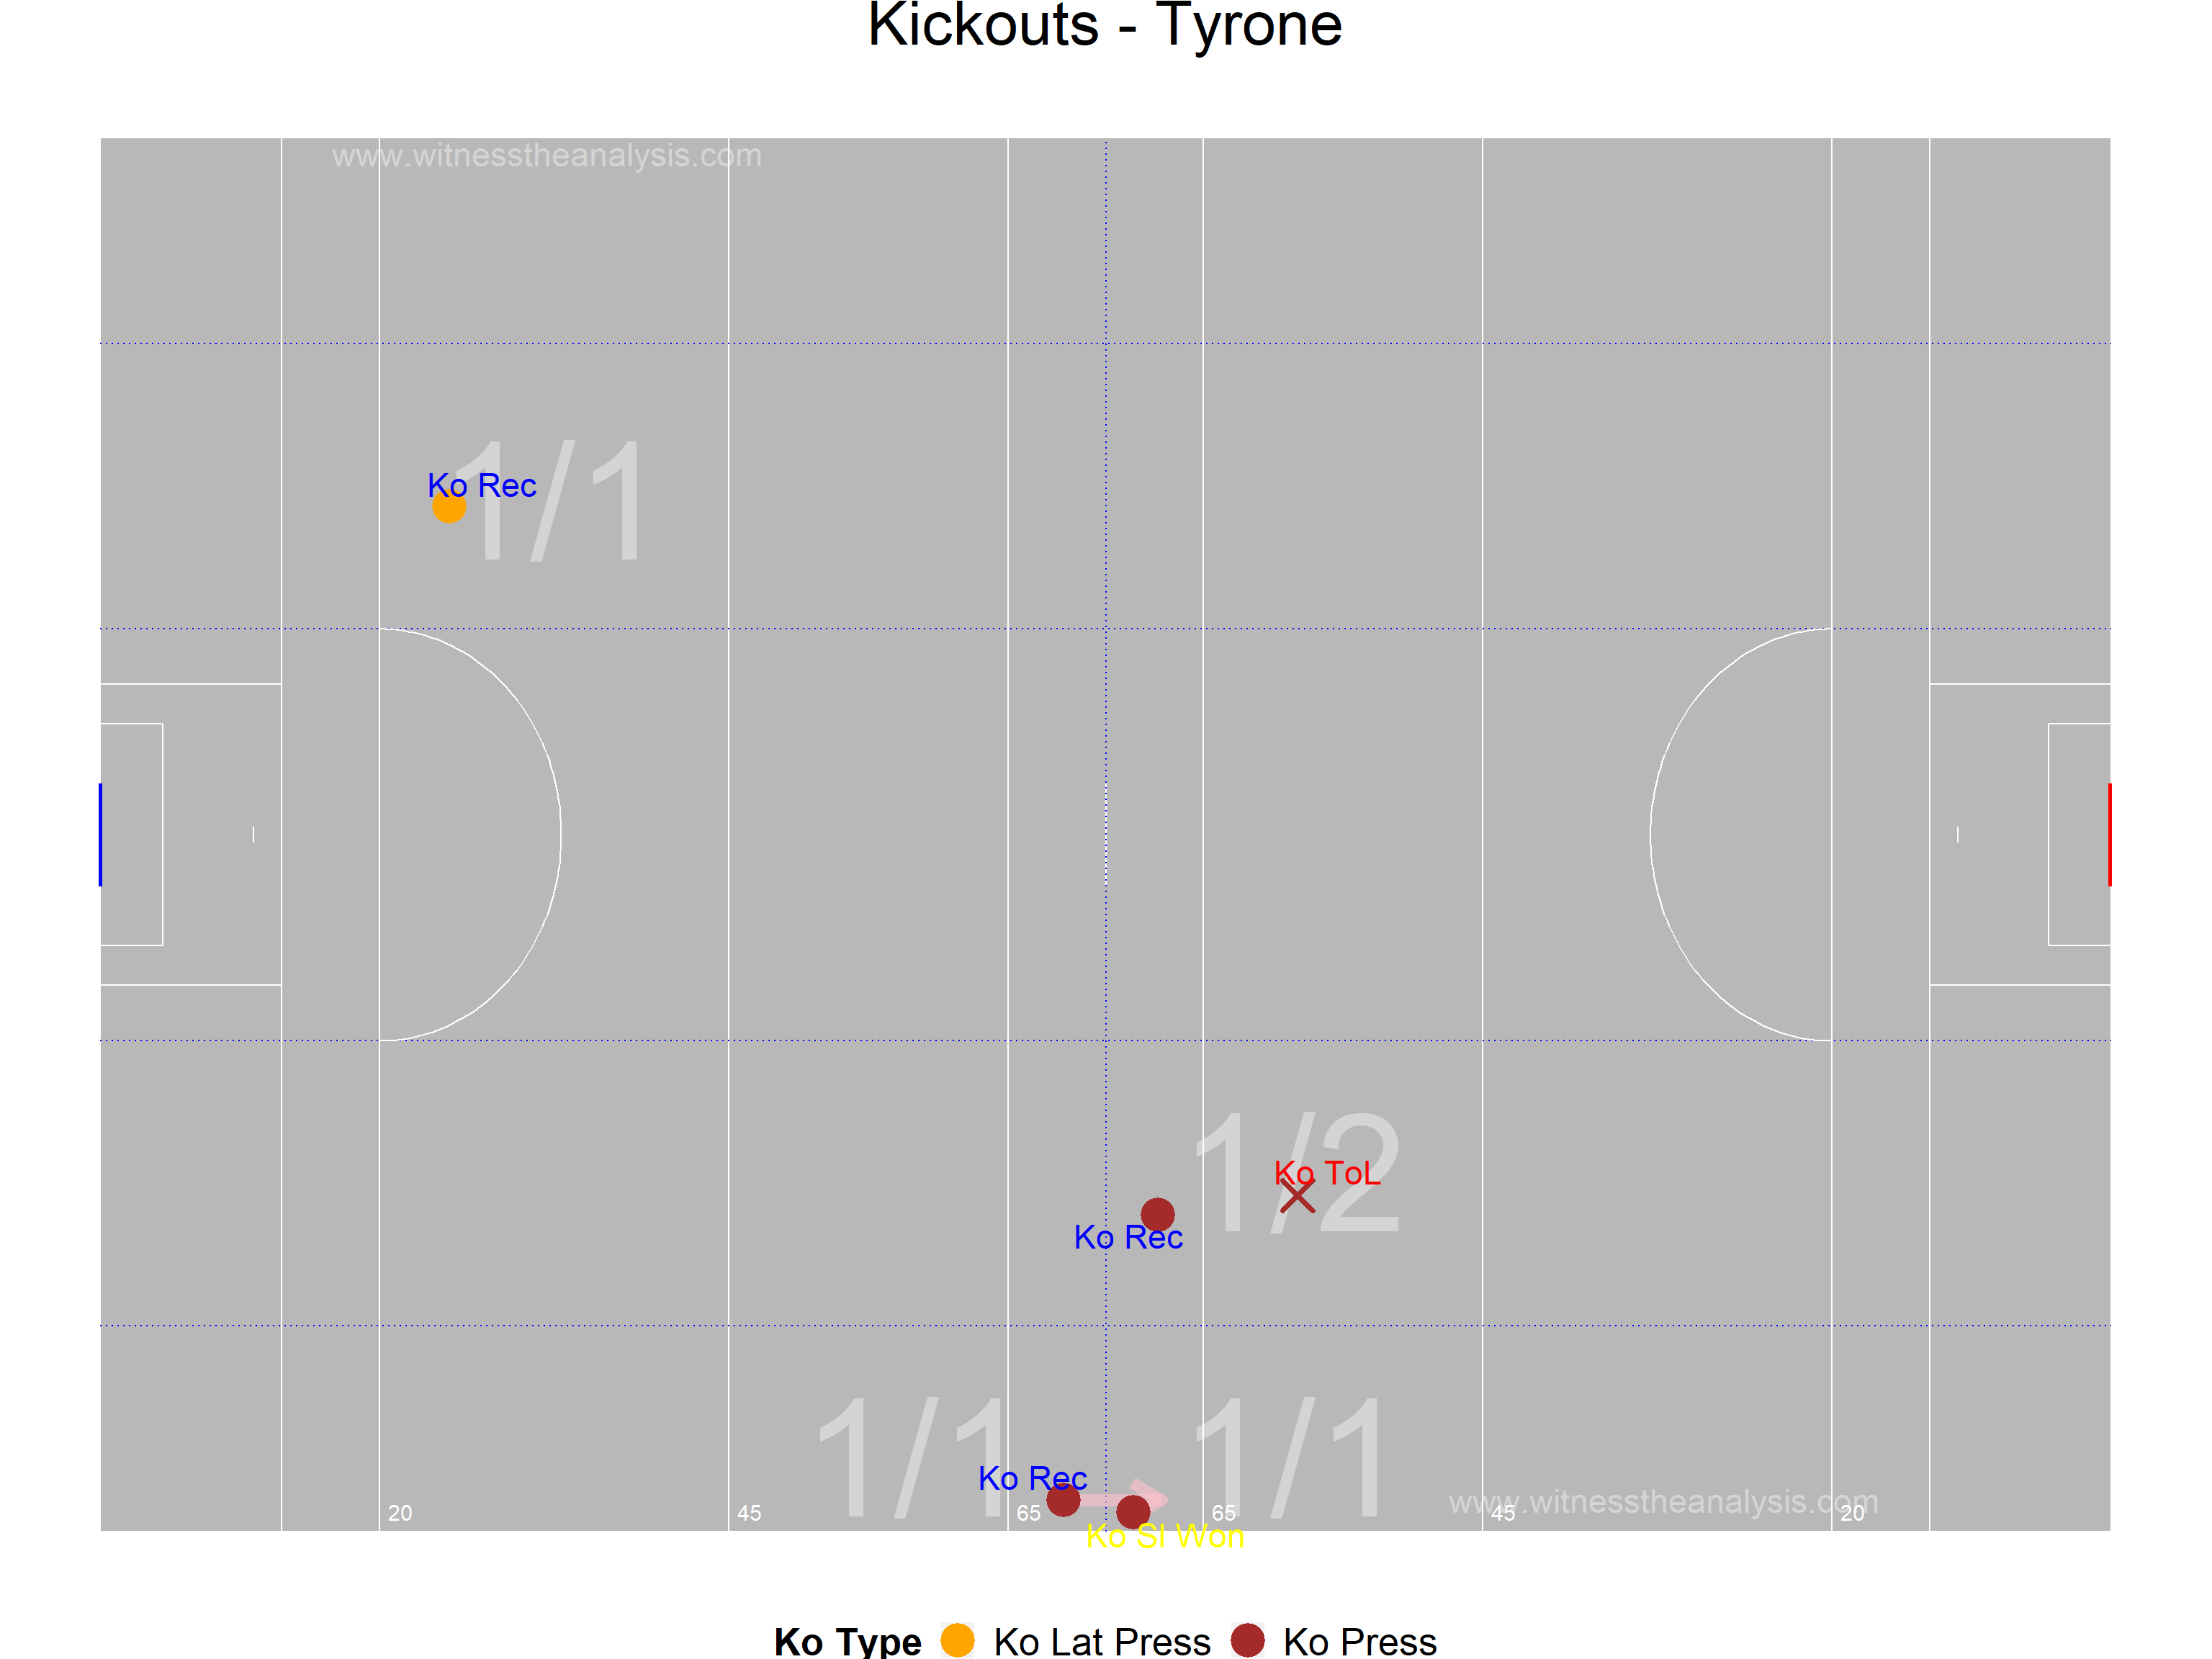 Kickouts - Tyrone
www.witnesstheanalysis.com
1/1
Ko Rec
1/2
Ko ToL
Ko Rec
1/1
1/1
Ko Rec
www.witnesstheanalysis.com
20
45
65
65
45
20
Ko Sl Won
Ko Type Ko Lat Press Ko Press